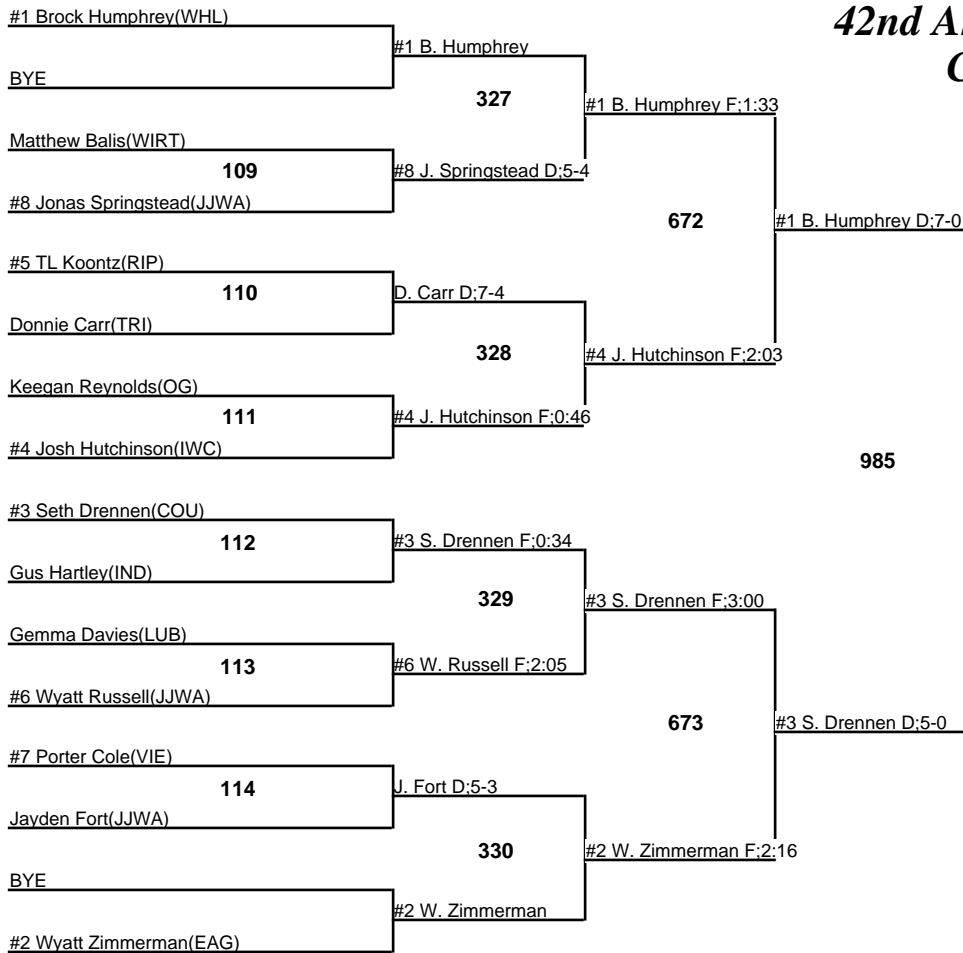 42nd
#1 Brock Humphrey(WHL)
#1 B. Humphrey
BYE
327
#1 B. Humphrey F;1:33
Matthew Balis(WIRT)
109
#8 J. Springstead D;5-4
#8 Jonas Springstead(JJWA)
672
#1 B. Humphrey D;7-0
#5 TL Koontz(RIP)
110
D. Carr D;7-4
Donnie Carr(TRI)
328
#4 J. Hutchinson F;2:03
Keegan Reynolds(OG)
111
#4 J. Hutchinson F;0:46
#4 Josh Hutchinson(IWC)
985
#3 Seth Drennen(COU)
112
#3 S. Drennen F;0:34
Gus Hartley(IND)
329
#3 S. Drennen F;3:00
Gemma Davies(LUB)
113
#6 W. Russell F;2:05
#6 Wyatt Russell(JJWA)
673
#3 S. Drennen D;5-0
#7 Porter Cole(VIE)
114
J. Fort D;5-3
Jayden Fort(JJWA)
330
#2 W. Zimmerman F;2:16
BYE
#2 W. Zimmerman
#2 Wyatt Zimmerman(EAG)